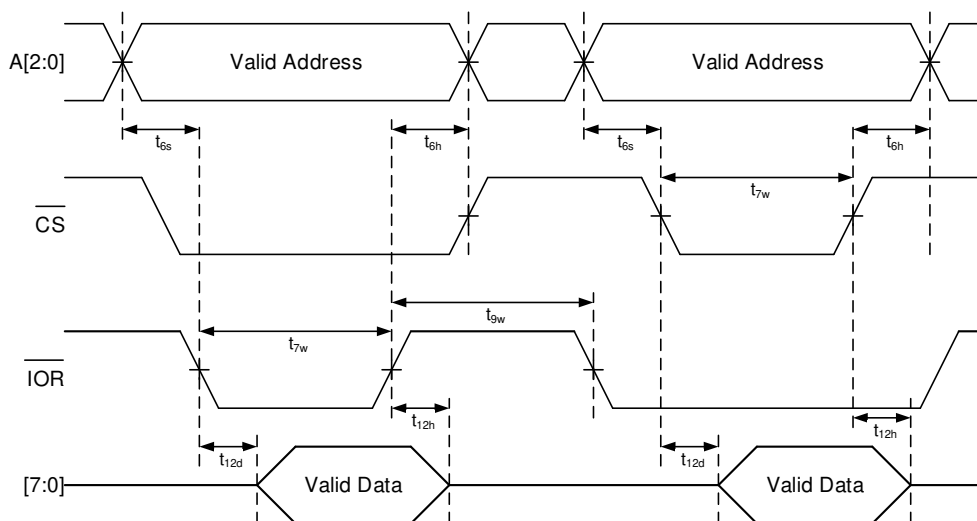 A[2:0] Valid Address Valid Address
t6s t6h t6s t6h
CS t7w
t9w
IOR t7w
t12h t12h
t12d t12d
[7:0] Valid Data Valid Data